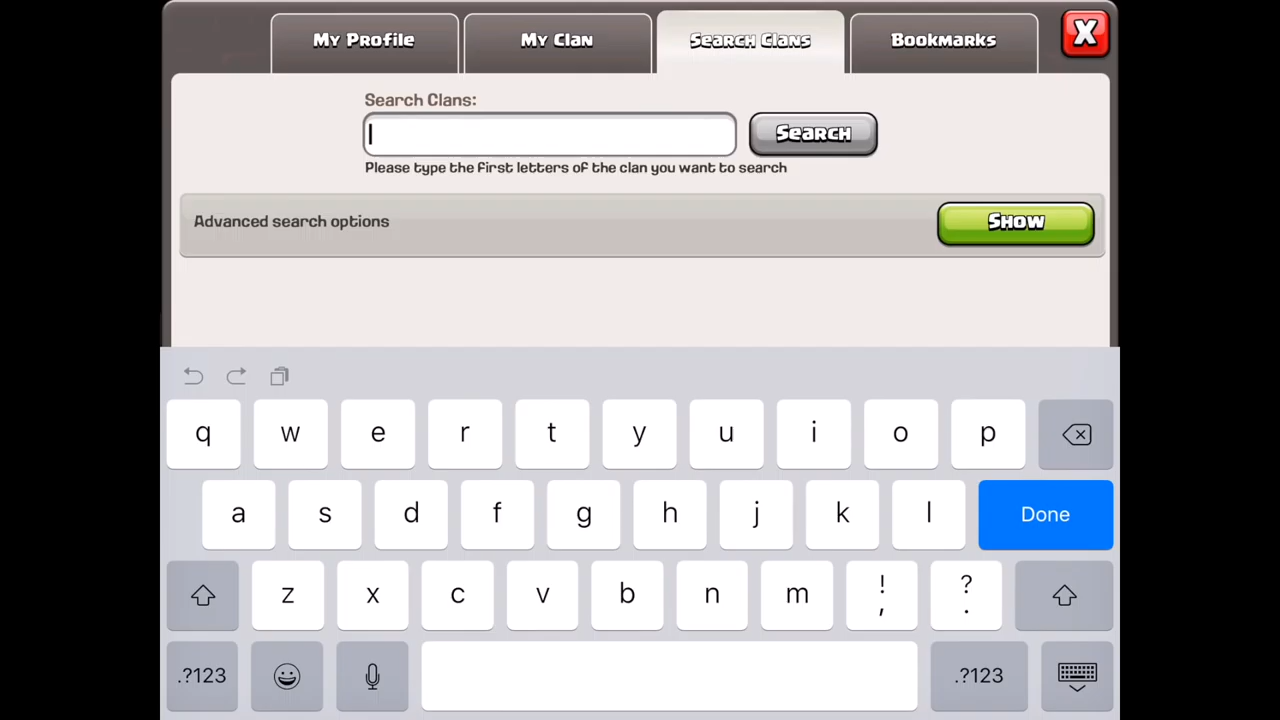 My Profile My Clan Search Clans Bookmarks X
Search Clans:
Search
Please type the first letters of the clan you want to search
Advanced search options Show
q w e r t y u i o p
a s d f g h j k l Done
z x c v b n m ! , ? .
.?123 .?123